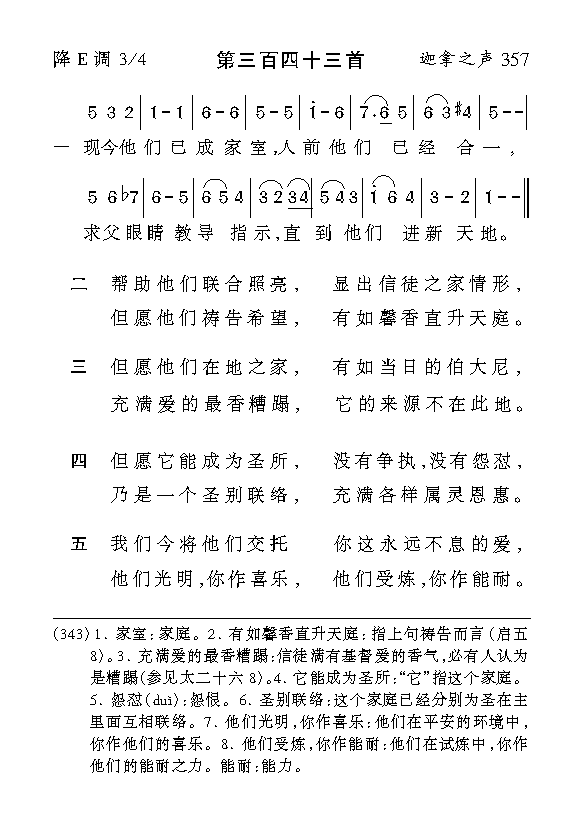 降E调 3/4 第三百四十三首 迦拿之声 357
5 3 2 | 1 - 1 | 6 - 6 | 5 - 5 | i - 6 | 7 . 6 5 | 6 3 #4 | 5 - - |
一 现今他们已成家室,人前他们 已经 合一,
5 6 b7 | 6 - 5 | 6 5 4 | 3 2 3 4 | 5 4 3 | i 6 4 | 3 - 2 | 1 - - ||
求父眼睛教导 指示,直到他们 进新天地。
二 帮助他们联合照亮, 显出信徒之家情形,
但愿他们祷告希望, 有如馨香直升天庭。
三 但愿他们在地之家, 有如当日的伯大尼,
充满爱的最香糟蹋, 它的来源不在此地。
四 但愿它能成为圣所, 没有争执,没有怨怼,
乃是一个圣别联络, 充满各样属灵恩惠。
五 我们今将他们交托 你这永远不息的爱,
他们光明,你作喜乐, 他们受炼,你作能耐。
(343)1. 家室:家庭。2. 有如馨香直升天庭:指上句祷告而言(启五
8)。3. 充满爱的最香糟蹋:信徒满有基督爱的香气,必有人认为
是糟蹋(参见太二十六8)。4. 它能成为圣所:“它”指这个家庭。
5. 怨怼(duì):怨恨。6. 圣别联络:这个家庭已经分别为圣在主
里面互相联络。7. 他们光明,你作喜乐:他们在平安的环境中,
你作他们的喜乐。8. 他们受炼,你作能耐:他们在试炼中,你作
他们的能耐之力。能耐:能力。